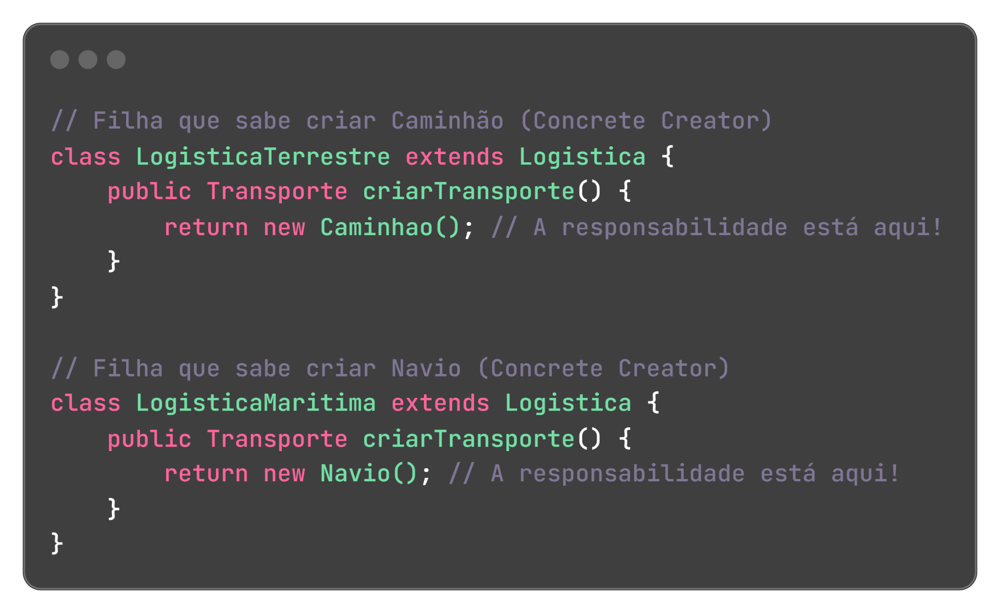 // Filha que sabe criar Caminhão (Concrete Creator)
class LogisticaTerrestre extends Logistica {
    public Transporte criarTransporte() {
        return new Caminhao(); // A responsabilidade está aqui!
    }
}

// Filha que sabe criar Navio (Concrete Creator)
class LogisticaMaritima extends Logistica {
    public Transporte criarTransporte() {
        return new Navio(); // A responsabilidade está aqui!
    }
}